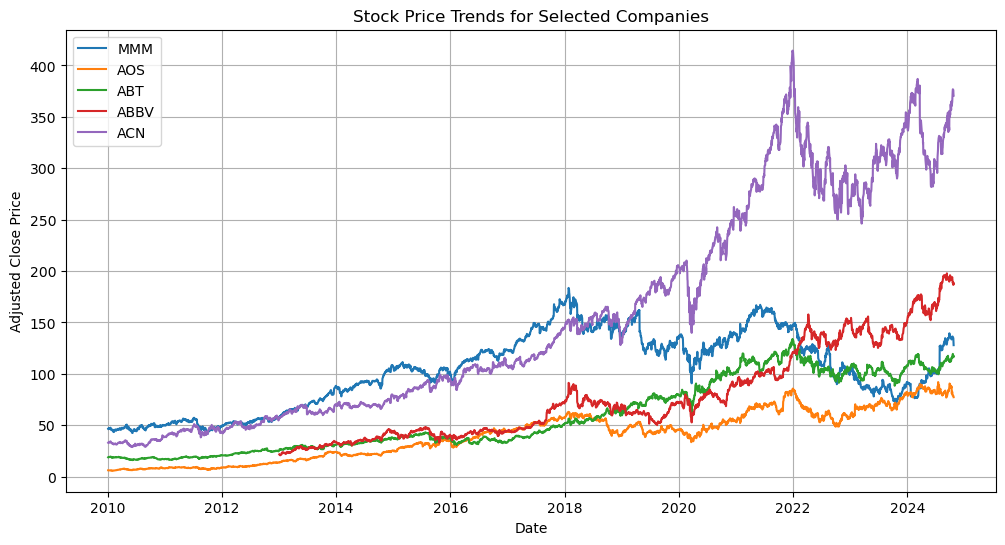 Stock Price Trends for Selected Companies
MMM
AOS
ABT
ABBV
ACN
Adjusted Close Price
400
350
300
250
200
150
100
50
0
2010 2012 2014 2016 2018 2020 2022 2024
Date